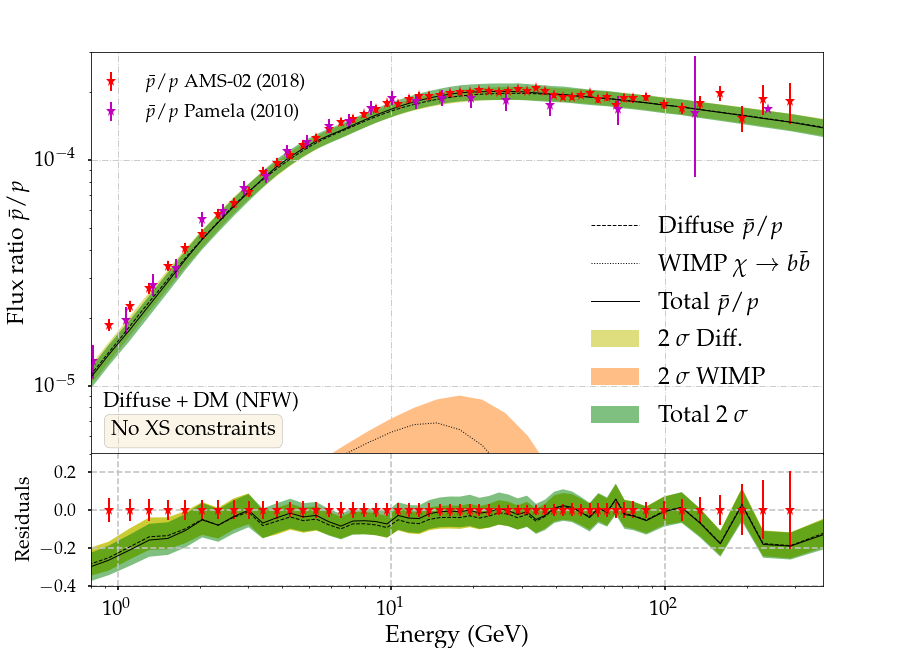 p̄/p AMS-02 (2018)
p̄/p Pamela (2010)
10⁻⁴
Flux ratio p̄/p
Diffuse p̄/p
WIMP χ → bb̄
Total p̄/p
2 σ Diff.
2 σ WIMP
Total 2 σ
10⁻⁵
Diffuse + DM (NFW)
No XS constraints
0.2
0.0
−0.2
−0.4
Residuals
10⁰ 10¹ 10²
Energy (GeV)